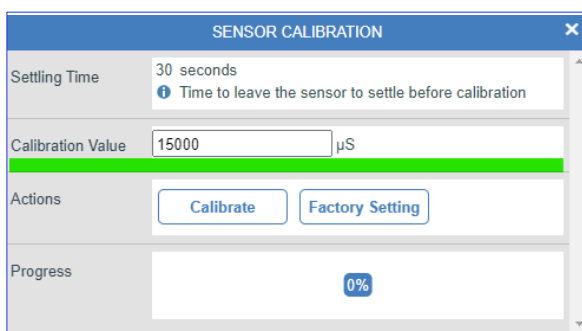 SENSOR CALIBRATION ×
Settling Time
30 seconds
Time to leave the sensor to settle before calibration
Calibration Value 15000 µS
Actions Calibrate Factory Setting
Progress 0%